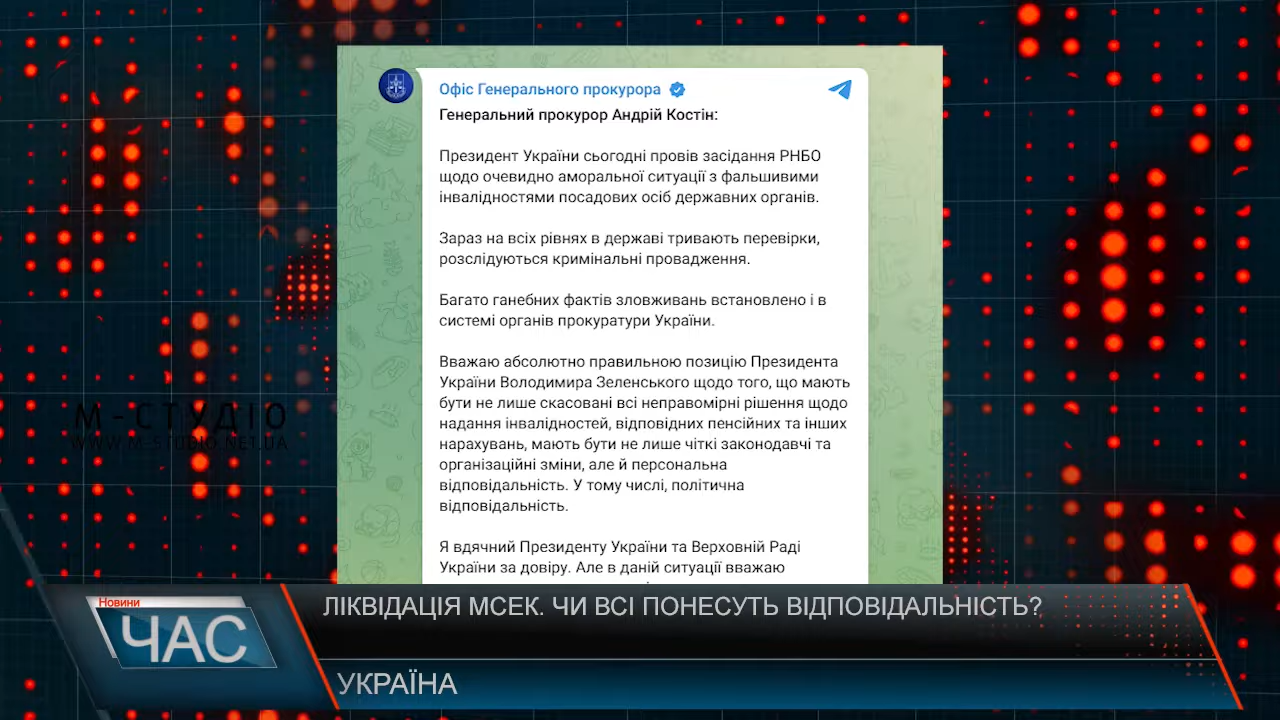 Офіс Генерального прокурора
Генеральний прокурор Андрій Костін:
Президент України сьогодні провів засідання РНБО
щодо очевидно аморальної ситуації з фальшивими
інвалідностями посадових осіб державних органів.
Зараз на всіх рівнях в державі тривають перевірки,
розслідуються кримінальні провадження.
Багато ганебних фактів зловживань встановлено і в
системі органів прокуратури України.
Вважаю абсолютно правильною позицію Президента
України Володимира Зеленського щодо того, що мають
бути не лише скасовані всі неправомірні рішення щодо
надання інвалідностей, відповідних пенсійних та інших
нарахувань, мають бути не лише чіткі законодавчі та
організаційні зміни, але й персональна
відповідальність. У тому числі, політична
відповідальність.
Я вдячний Президенту України та Верховній Раді
України за довіру. Але в даній ситуації вважаю
М-СТУДІО
WWW.M-STUDIO.NET.UA
Новини
ЧАС
ЛІКВІДАЦІЯ МСЕК. ЧИ ВСІ ПОНЕСУТЬ ВІДПОВІДАЛЬНІСТЬ?
УКРАЇНА